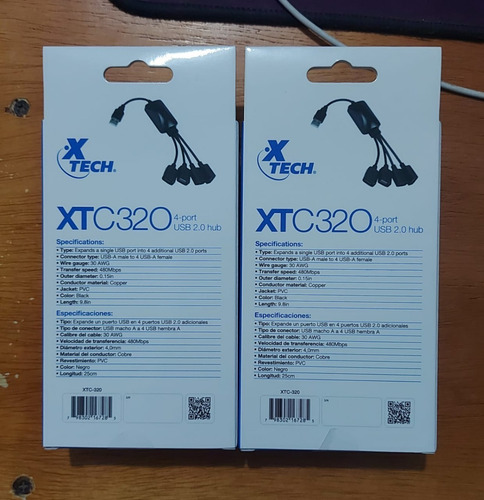 X
TECH®
XTC320 4-port
USB 2.0 hub
Specifications:
• Type: Expands a single USB port into 4 additional USB 2.0 ports
• Connector type: USB-A male to 4 USB-A female
• Wire gauge: 30 AWG
• Transfer speed: 480Mbps
• Outer diameter: 0.15in
• Conductor material: Copper
• Jacket: PVC
• Color: Black
• Length: 9.8in
Especificaciones:
• Tipo: Expande un puerto USB en 4 puertos USB 2.0 adicionales
• Tipo de conector: USB macho A a 4 USB hembra A
• Calibre del cable: 30 AWG
• Velocidad de transferencia: 480Mbps
• Diámetro exterior: 4,0mm
• Material del conductor: Cobre
• Revestimiento: PVC
• Color: Negro
• Longitud: 25cm
XTC-320
7 98302 16728 3
X
TECH®
XTC320 4-port
USB 2.0 hub
Specifications:
• Type: Expands a single USB port into 4 additional USB 2.0 ports
• Connector type: USB-A male to 4 USB-A female
• Wire gauge: 30 AWG
• Transfer speed: 480Mbps
• Outer diameter: 0.15in
• Conductor material: Copper
• Jacket: PVC
• Color: Black
• Length: 9.8in
Especificaciones:
• Tipo: Expande un puerto USB en 4 puertos USB 2.0 adicionales
• Tipo de conector: USB macho A a 4 USB hembra A
• Calibre del cable: 30 AWG
• Velocidad de transferencia: 480Mbps
• Diámetro exterior: 4,0mm
• Material del conductor: Cobre
• Revestimiento: PVC
• Color: Negro
• Longitud: 25cm
XTC-320
7 98302 16728 3